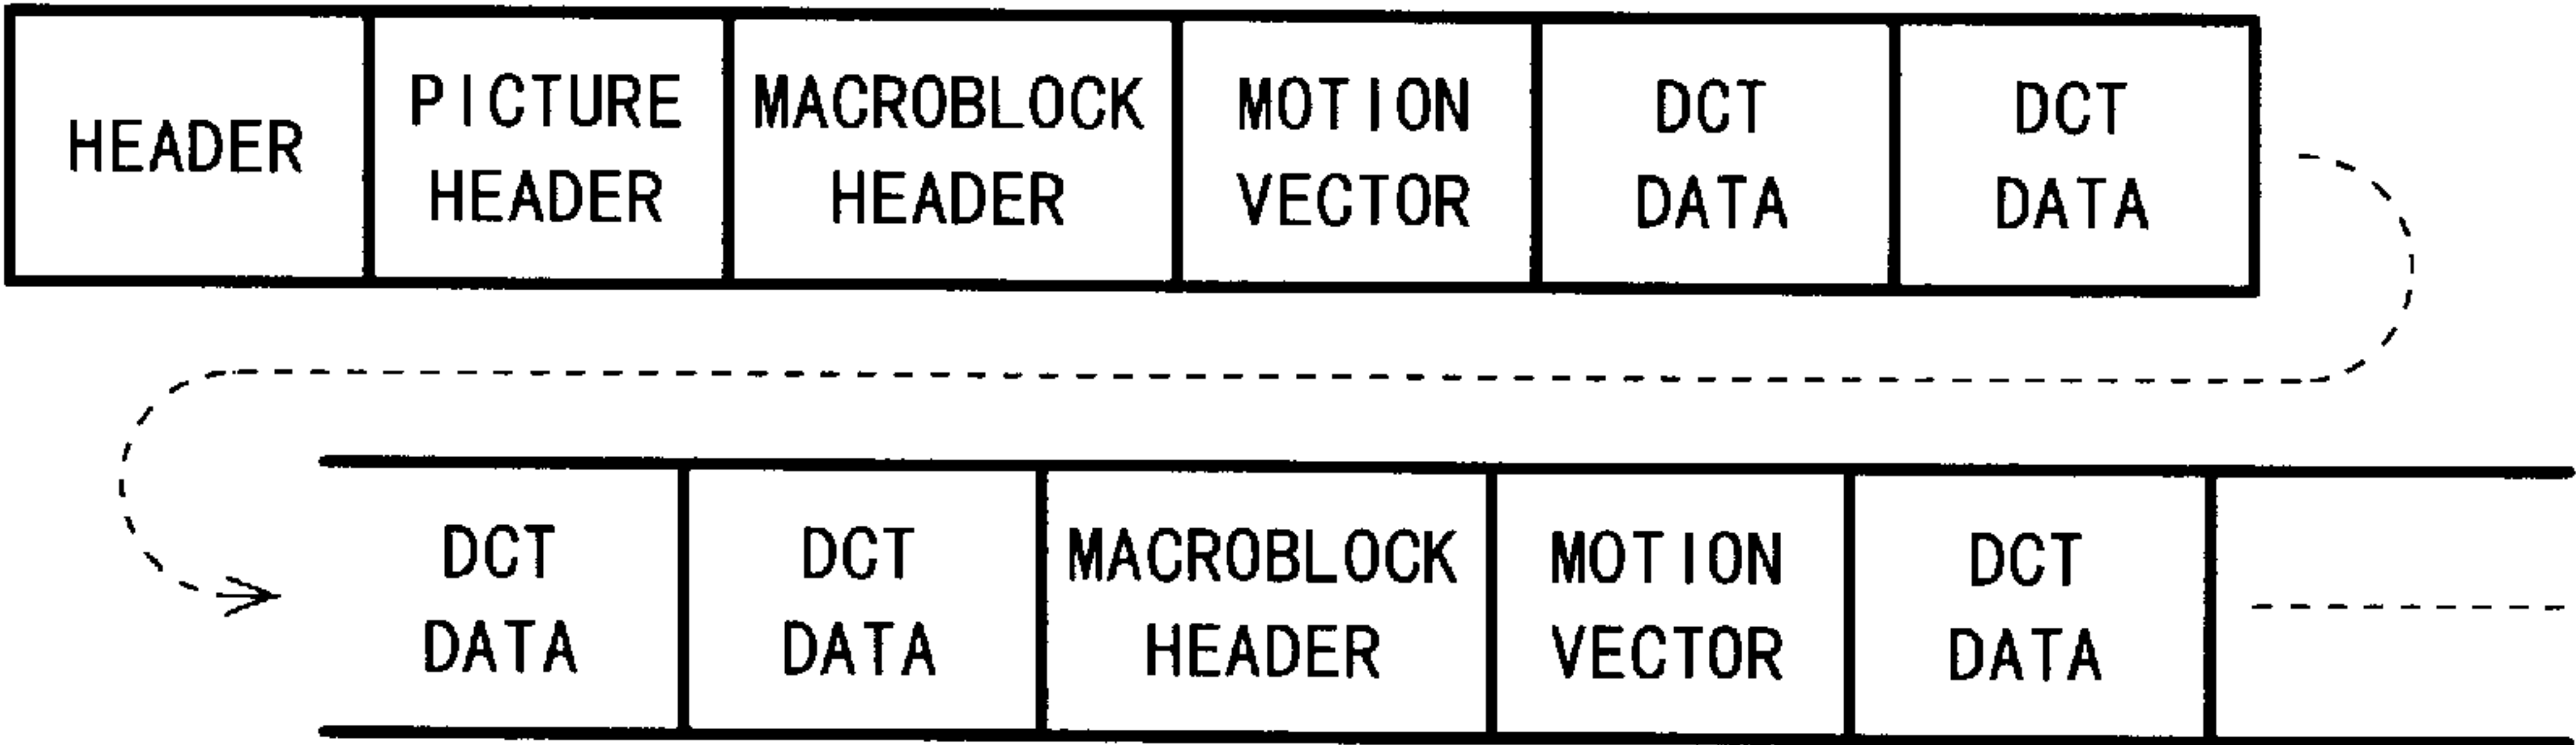 HEADER
PICTURE
HEADER
MACROBLOCK
HEADER
MOTION
VECTOR
DCT
DATA
DCT
DATA
DCT
DATA
DCT
DATA
MACROBLOCK
HEADER
MOTION
VECTOR
DCT
DATA